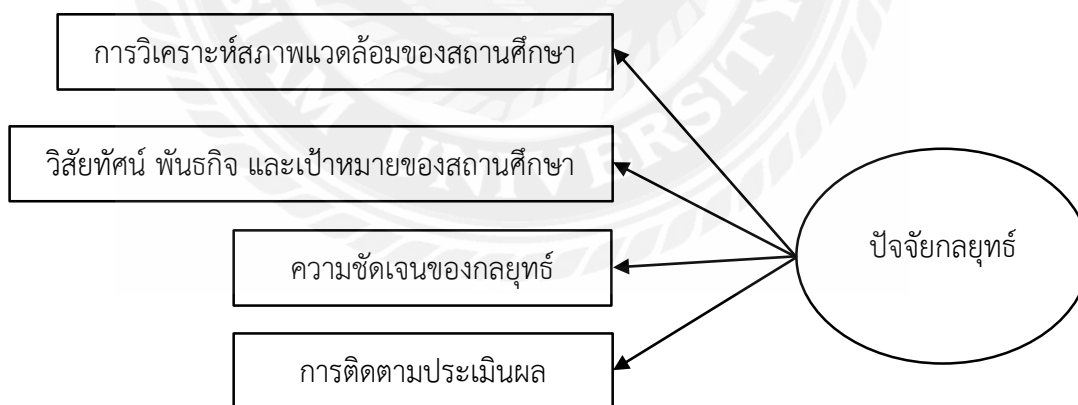 การวิเคราะห์สภาพแวดล้อมของสถานศึกษา
วิสัยทัศน์ พันธกิจ และเป้าหมายของสถานศึกษา
ปัจจัยกลยุทธ์
ความชัดเจนของกลยุทธ์
การติดตามประเมินผล
UNIVERSITY